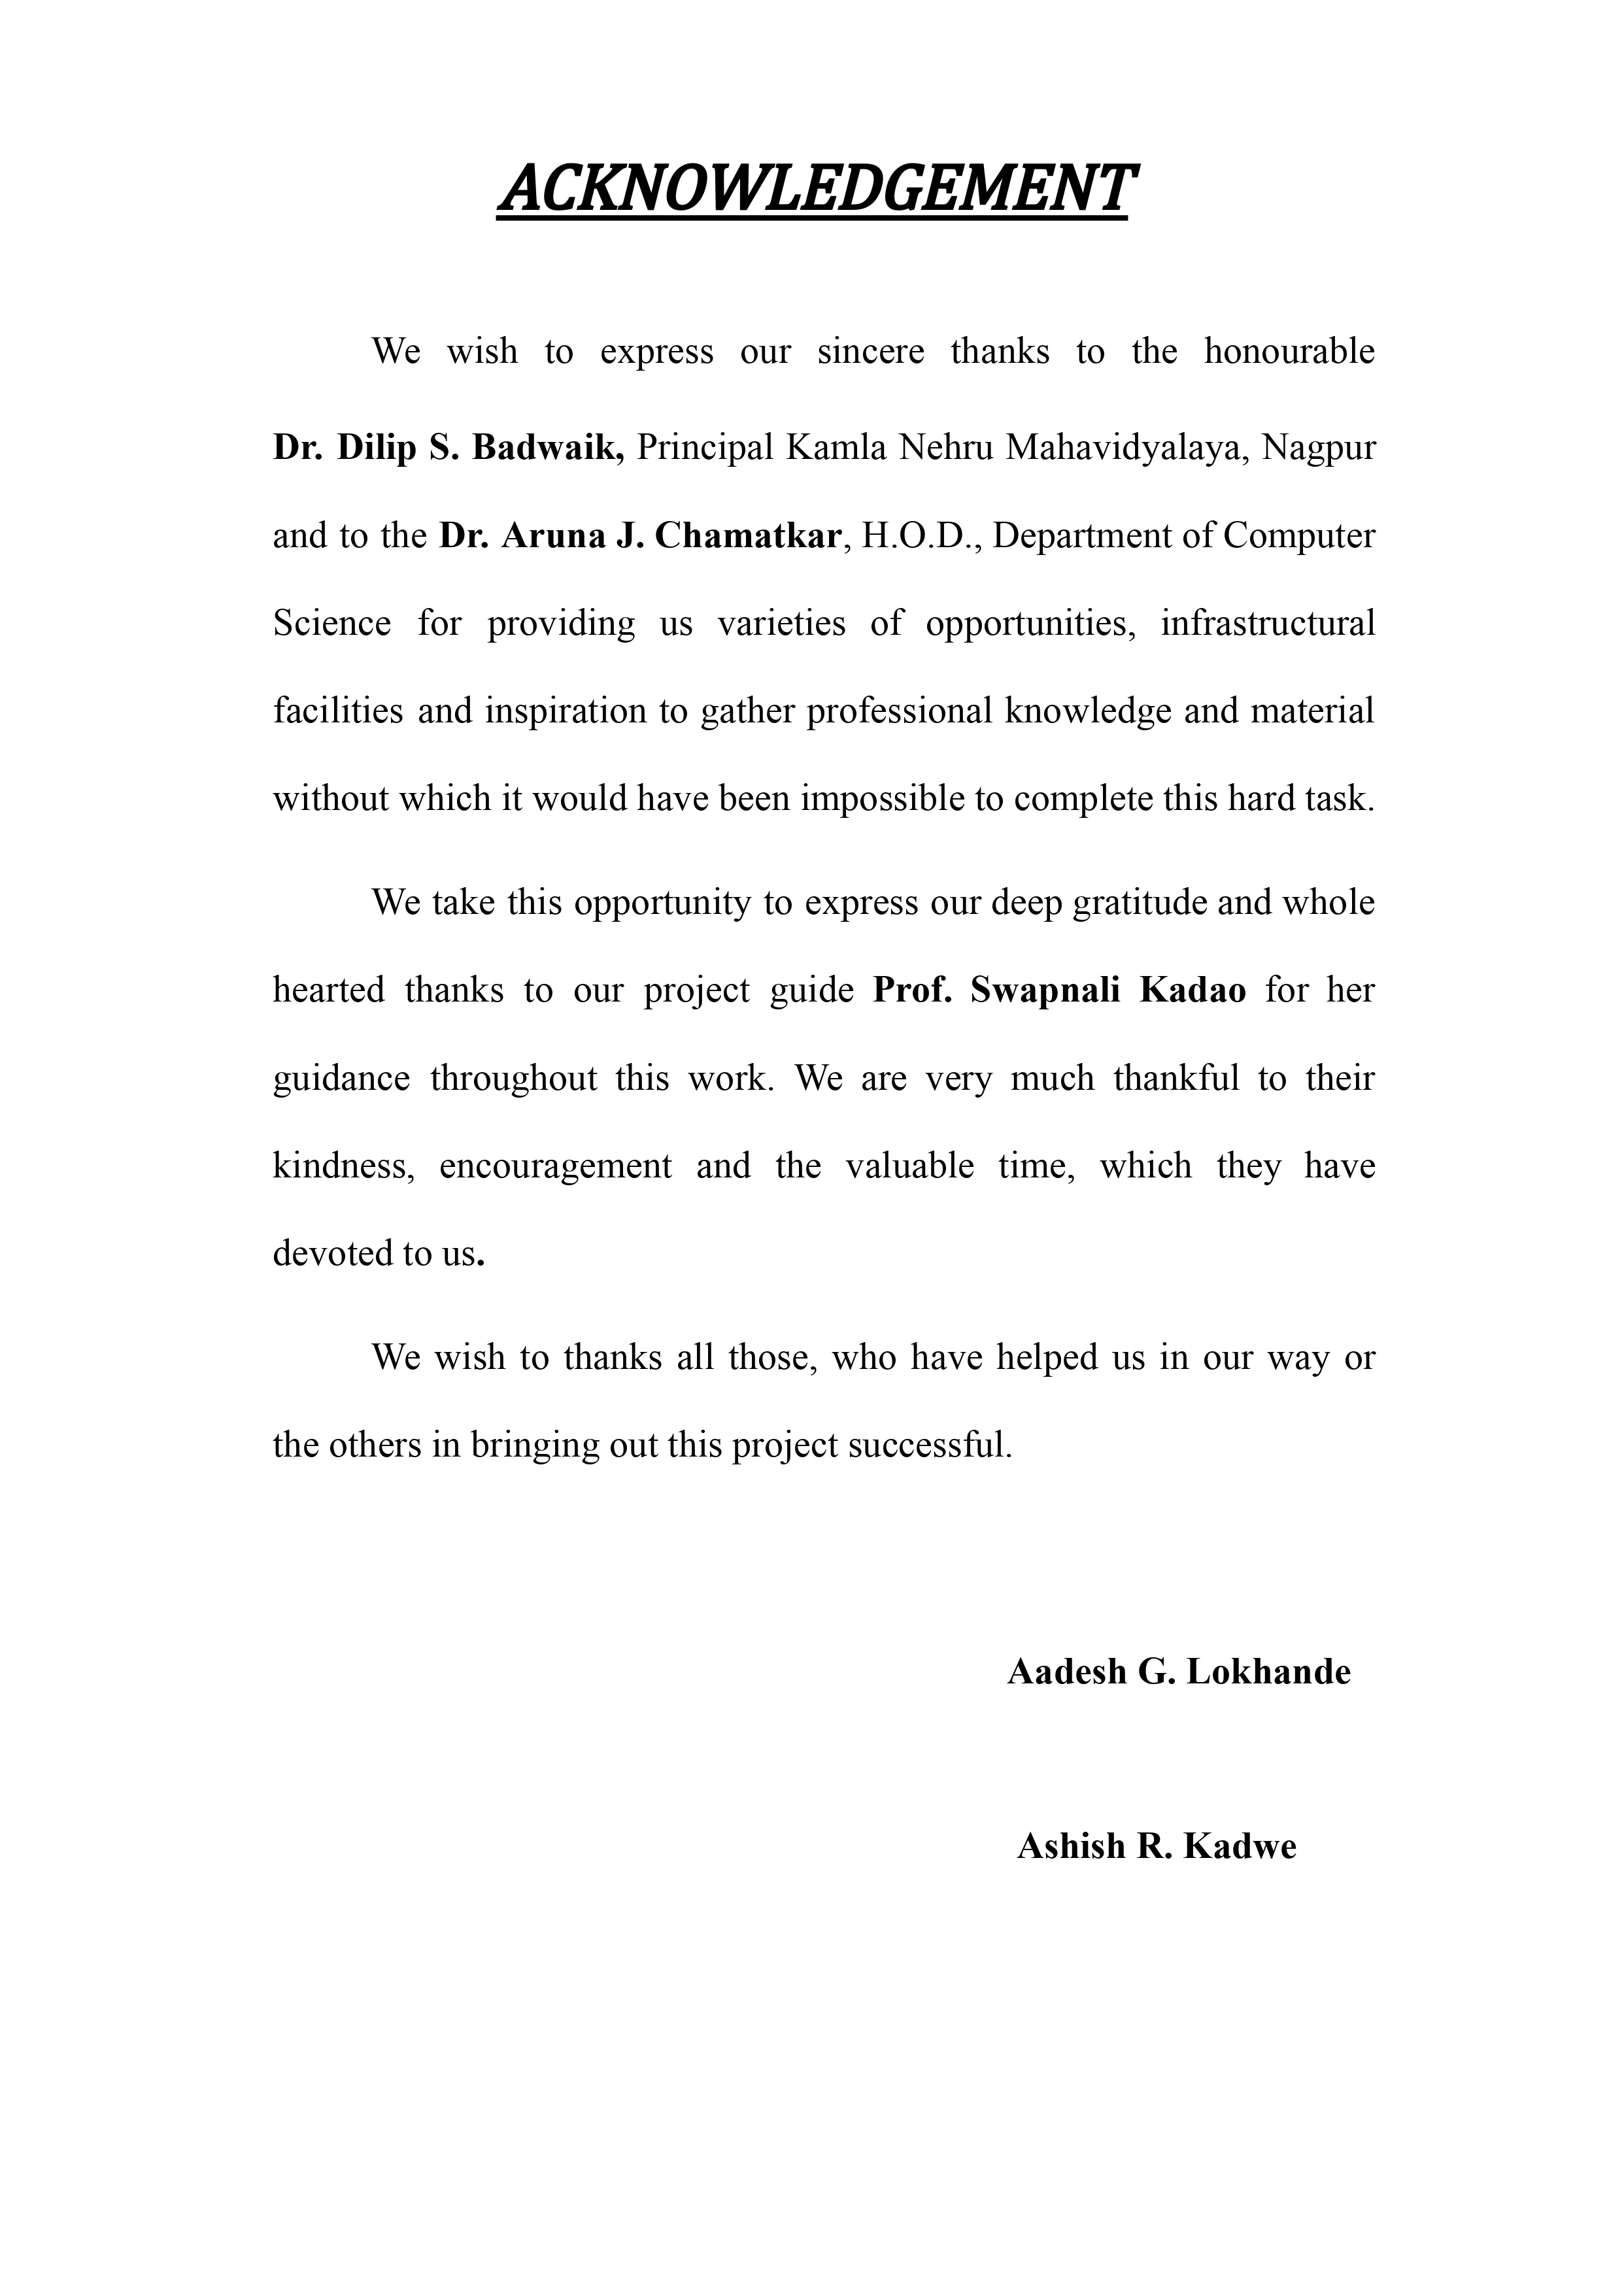 ACKNOWLEDGEMENT
We wish to express our sincere thanks to the honourable
Dr. Dilip S. Badwaik, Principal Kamla Nehru Mahavidyalaya, Nagpur
and to the Dr. Aruna J. Chamatkar, H.O.D., Department of Computer
Science for providing us varieties of opportunities, infrastructural
facilities and inspiration to gather professional knowledge and material
without which it would have been impossible to complete this hard task.
We take this opportunity to express our deep gratitude and whole
hearted thanks to our project guide Prof. Swapnali Kadao for her
guidance throughout this work. We are very much thankful to their
kindness, encouragement and the valuable time, which they have
devoted to us.
We wish to thanks all those, who have helped us in our way or
the others in bringing out this project successful.
Aadesh G. Lokhande
Ashish R. Kadwe